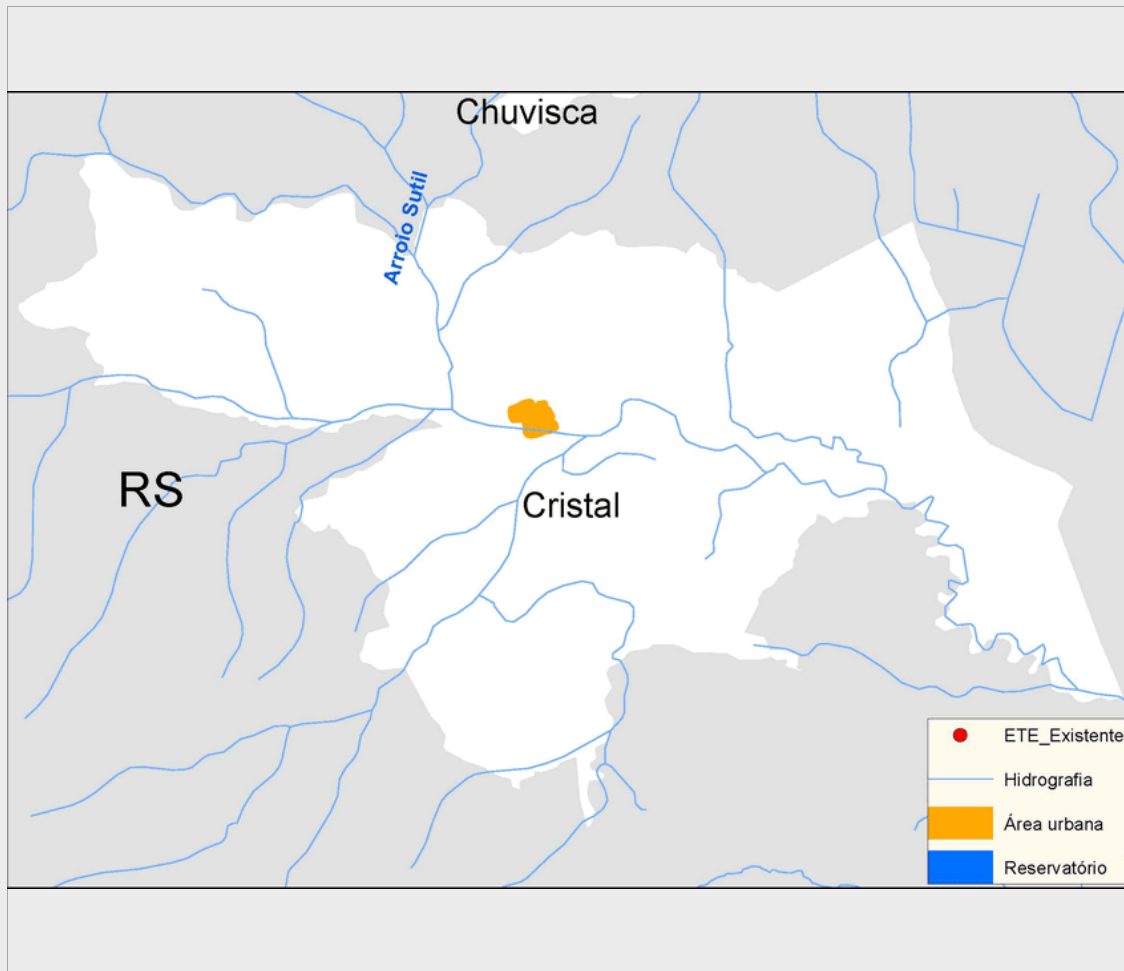 Chuvisca
Arroio Sutil
RS
Cristal
ETE_Existente
Hidrografia
Área urbana
Reservatório